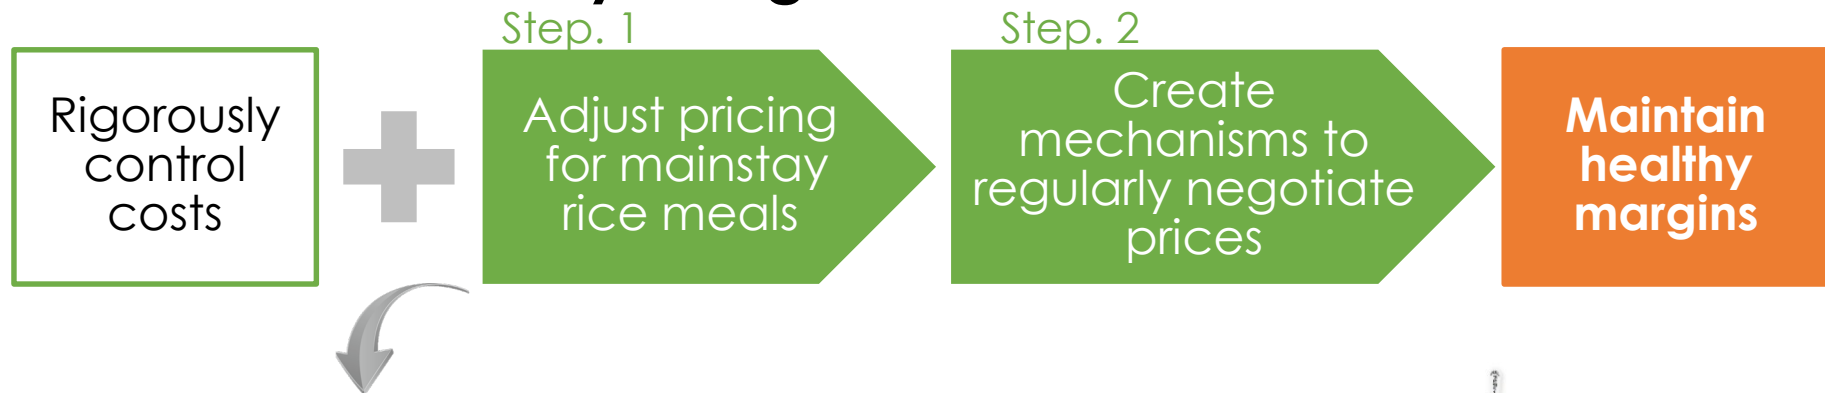 Step. 1
Step. 2
Rigorously
control
costs
Adjust pricing
for mainstay
rice meals
Create
mechanisms to
regularly negotiate
prices
Maintain
healthy
margins